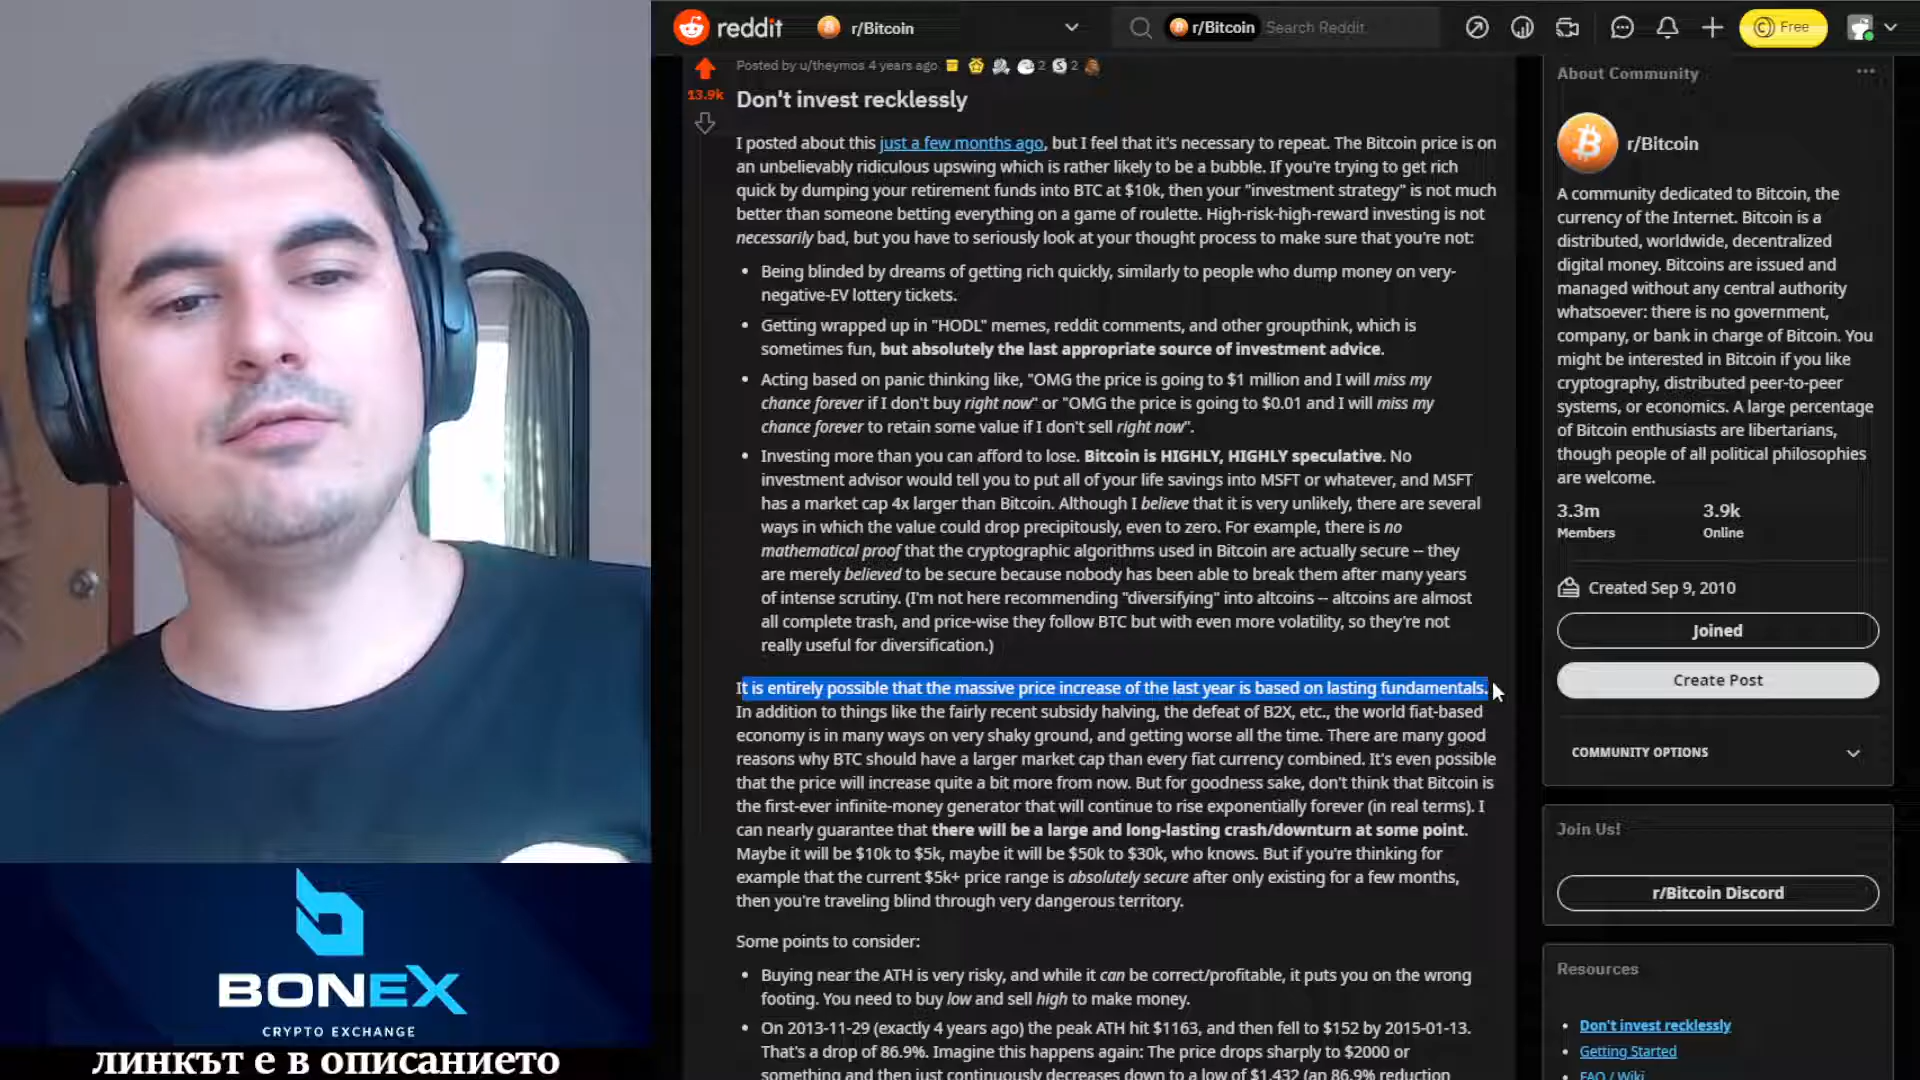 reddit
r/Bitcoin
r/Bitcoin Search Reddit
Free
Posted by u/theymos 4 years ago
2
2
13.9k
Don't invest recklessly
I posted about this just a few months ago, but I feel that it's necessary to repeat. The Bitcoin price is on
an unbelievably ridiculous upswing which is rather likely to be a bubble. If you're trying to get rich
quick by dumping your retirement funds into BTC at $10k, then your "investment strategy" is not much
better than someone betting everything on a game of roulette. High-risk-high-reward investing is not
necessarily bad, but you have to seriously look at your thought process to make sure that you're not:
• Being blinded by dreams of getting rich quickly, similarly to people who dump money on very-
negative-EV lottery tickets.
• Getting wrapped up in "HODL" memes, reddit comments, and other groupthink, which is
sometimes fun, but absolutely the last appropriate source of investment advice.
• Acting based on panic thinking like, "OMG the price is going to $1 million and I will miss my
chance forever if I don't buy right now" or "OMG the price is going to $0.01 and I will miss my
chance forever to retain some value if I don't sell right now".
• Investing more than you can afford to lose. Bitcoin is HIGHLY, HIGHLY speculative. No
investment advisor would tell you to put all of your life savings into MSFT or whatever, and MSFT
has a market cap 4x larger than Bitcoin. Although I believe that it is very unlikely, there are several
ways in which the value could drop precipitously, even to zero. For example, there is no
mathematical proof that the cryptographic algorithms used in Bitcoin are actually secure -- they
are merely believed to be secure because nobody has been able to break them after many years
of intense scrutiny. (I'm not here recommending "diversifying" into altcoins -- altcoins are almost
all complete trash, and price-wise they follow BTC but with even more volatility, so they're not
really useful for diversification.)
It is entirely possible that the massive price increase of the last year is based on lasting fundamentals.
In addition to things like the fairly recent subsidy halving, the defeat of B2X, etc., the world fiat-based
economy is in many ways on very shaky ground, and getting worse all the time. There are many good
reasons why BTC should have a larger market cap than every fiat currency combined. It's even possible
that the price will increase quite a bit more from now. But for goodness sake, don't think that Bitcoin is
the first-ever infinite-money generator that will continue to rise exponentially forever (in real terms). I
can nearly guarantee that there will be a large and long-lasting crash/downturn at some point.
Maybe it will be $10k to $5k, maybe it will be $50k to $30k, who knows. But if you're thinking for
example that the current $5k+ price range is absolutely secure after only existing for a few months,
then you're traveling blind through very dangerous territory.
Some points to consider:
• Buying near the ATH is very risky, and while it can be correct/profitable, it puts you on the wrong
footing. You need to buy low and sell high to make money.
• On 2013-11-29 (exactly 4 years ago) the peak ATH hit $1163, and then fell to $152 by 2015-01-13.
That's a drop of 86.9%. Imagine this happens again: The price drops sharply to $2000 or
something and then just continuously decreases down to a low of $1,432 (an 86.9% reduction
About Community
r/Bitcoin
A community dedicated to Bitcoin, the
currency of the Internet. Bitcoin is a
distributed, worldwide, decentralized
digital money. Bitcoins are issued and
managed without any central authority
whatsoever: there is no government,
company, or bank in charge of Bitcoin. You
might be interested in Bitcoin if you like
cryptography, distributed peer-to-peer
systems, or economics. A large percentage
of Bitcoin enthusiasts are libertarians,
though people of all political philosophies
are welcome.
3.3m
Members
3.9k
Online
Created Sep 9, 2010
Joined
Create Post
COMMUNITY OPTIONS
Join Us!
r/Bitcoin Discord
Resources
• Don't invest recklessly
• Getting Started
• FAQ / Wiki
BONEX
CRYPTO EXCHANGE
линкът е в описанието